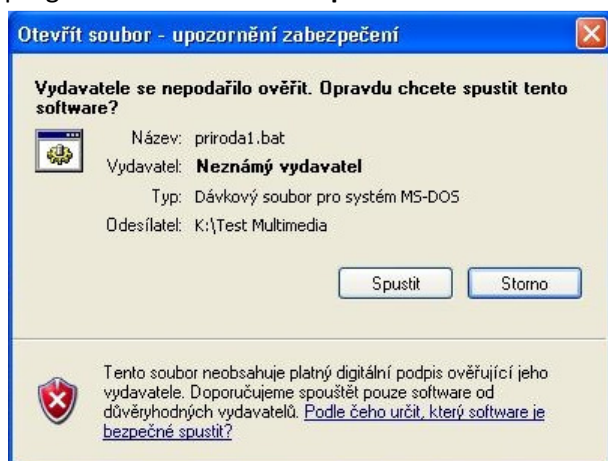 Otevřít soubor - upozornění zabezpečení
Vydavatele se nepodařilo ověřit. Opravdu chcete spustit tento
software?
Název: priroda1.bat
Vydavatel: Neznámý vydavatel
Typ: Dávkový soubor pro systém MS-DOS
Odesílatel: K:\Test Multimedia
Spustit Storno
Tento soubor neobsahuje platný digitální podpis ověřující jeho
vydavatele. Doporučujeme spouštět pouze software od
důvěryhodných vydavatelů. Podle čeho určit, který software je
bezpečné spustit?